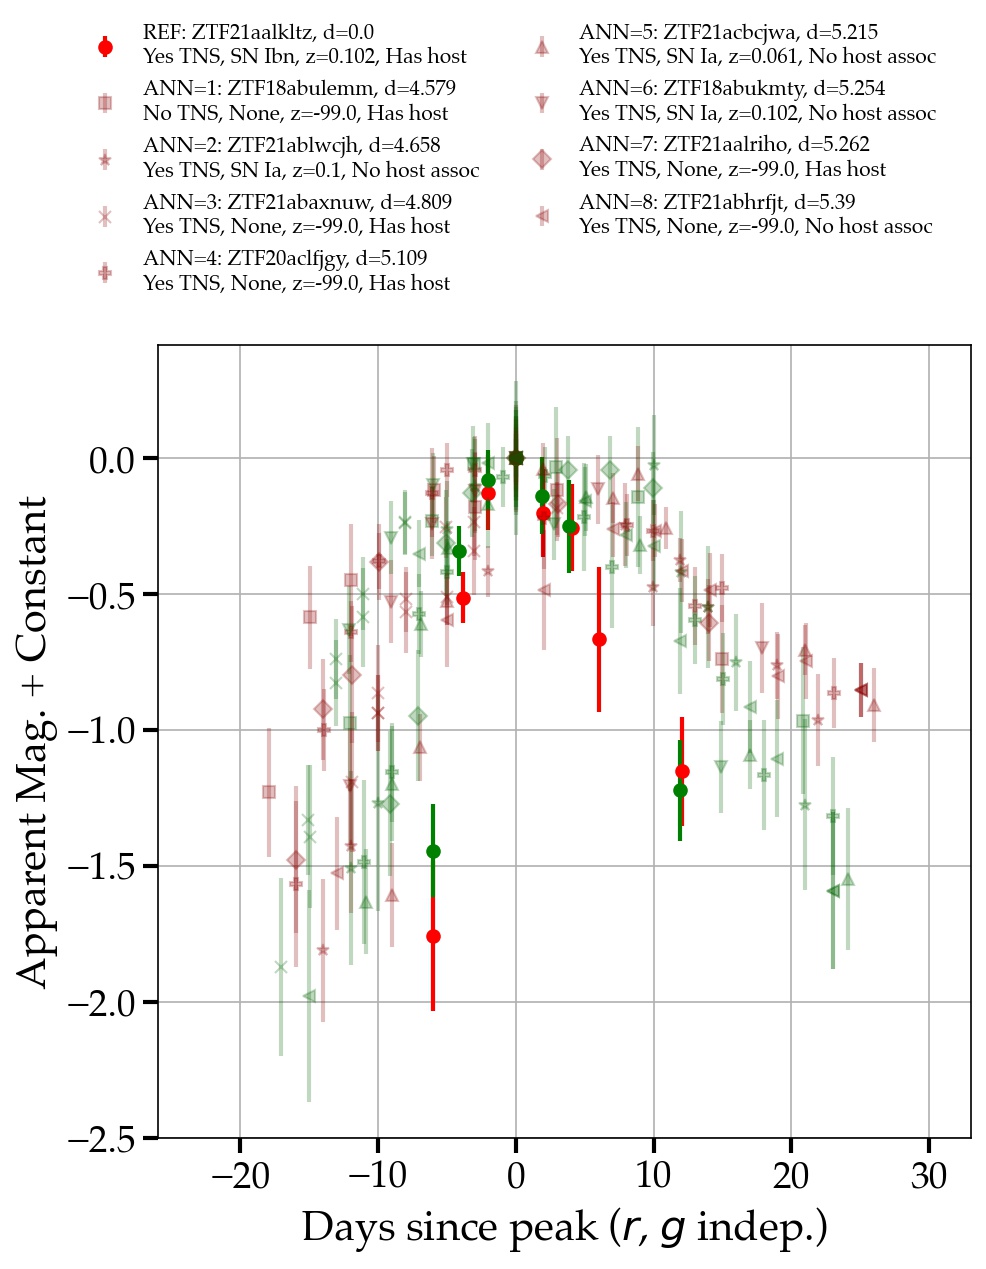 REF: ZTF21aalkltz, d=0.0
Yes TNS, SN Ibn, z=0.102, Has host
ANN=1: ZTF18abulemm, d=4.579
No TNS, None, z=-99.0, Has host
ANN=2: ZTF21ablwcjh, d=4.658
Yes TNS, SN Ia, z=0.1, No host assoc
ANN=3: ZTF21abaxnuw, d=4.809
Yes TNS, None, z=-99.0, Has host
ANN=4: ZTF20aclfjgy, d=5.109
Yes TNS, None, z=-99.0, Has host
ANN=5: ZTF21acbcjwa, d=5.215
Yes TNS, SN Ia, z=0.061, No host assoc
ANN=6: ZTF18abukmty, d=5.254
Yes TNS, SN Ia, z=0.102, No host assoc
ANN=7: ZTF21aalriho, d=5.262
Yes TNS, None, z=-99.0, Has host
ANN=8: ZTF21abhrfjt, d=5.39
Yes TNS, None, z=-99.0, No host assoc
Apparent Mag. + Constant
0.0
−0.5
−1.0
−1.5
−2.0
−2.5
−20 −10 0 10 20 30
Days since peak (r, g indep.)